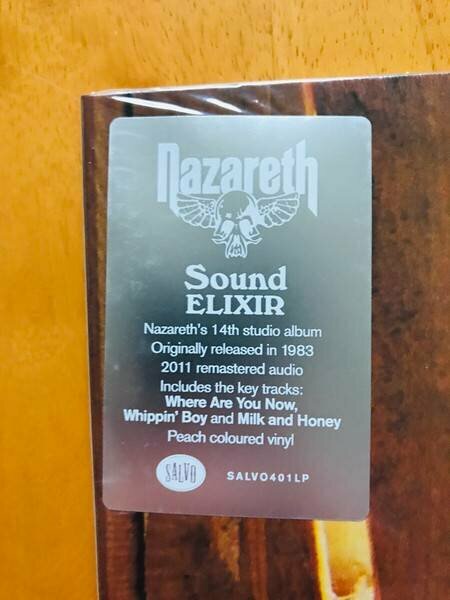 Nazareth
Sound
ELIXIR
Nazareth's 14th studio album
Originally released in 1983
2011 remastered audio
Includes the key tracks:
Where Are You Now,
Whippin' Boy and Milk and Honey
Peach coloured vinyl
SALVO
SALVO401LP